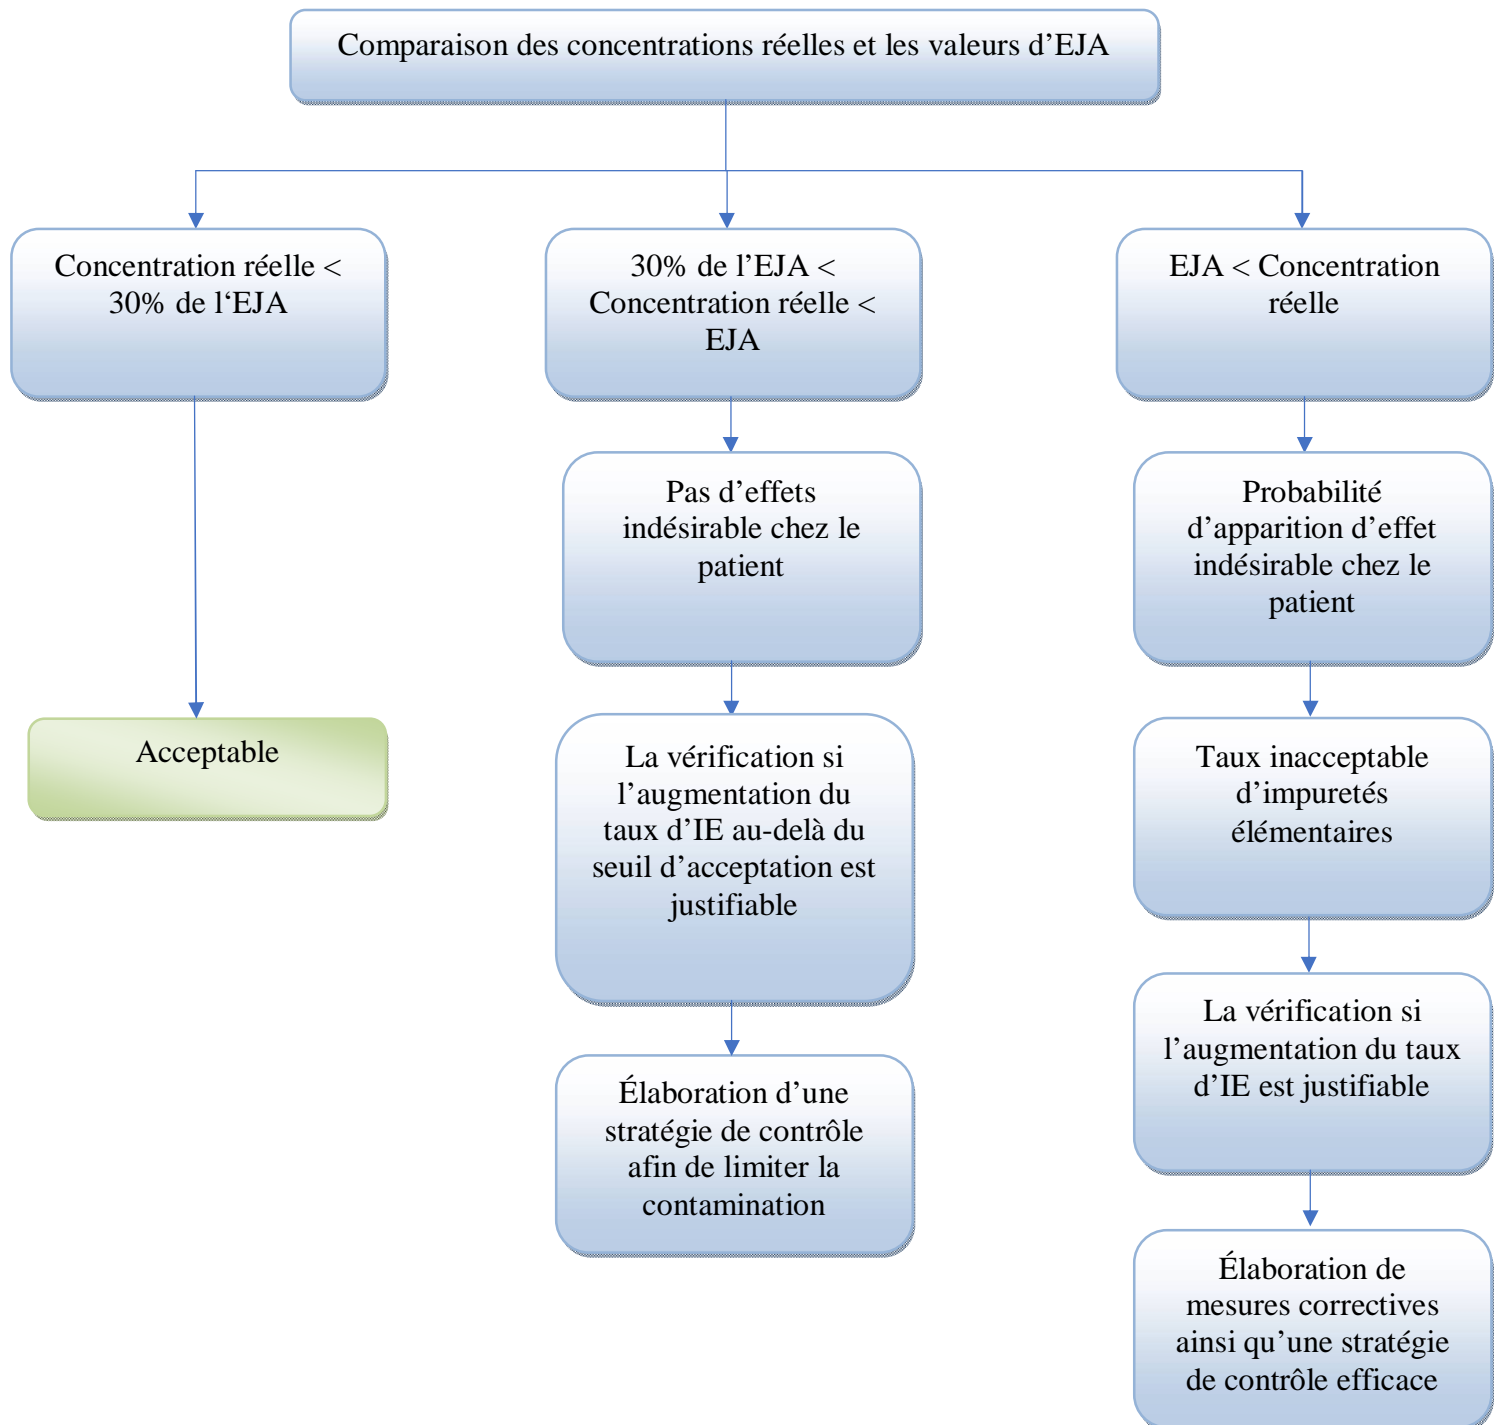 Comparaison des concentrations réelles et les valeurs d’EJA
Concentration réelle <
30% de l‘EJA
30% de l’EJA <
Concentration réelle <
EJA
EJA < Concentration
réelle
Pas d’effets
indésirable chez le
patient
Probabilité
d’apparition d’effet
indésirable chez le
patient
Acceptable
La vérification si
l’augmentation du
taux d’IE au-delà du
seuil d’acceptation est
justifiable
Taux inacceptable
d’impuretés
élémentaires
La vérification si
l’augmentation du taux
d’IE est justifiable
Élaboration d’une
stratégie de contrôle
afin de limiter la
contamination
Élaboration de
mesures correctives
ainsi qu’une stratégie
de contrôle efficace